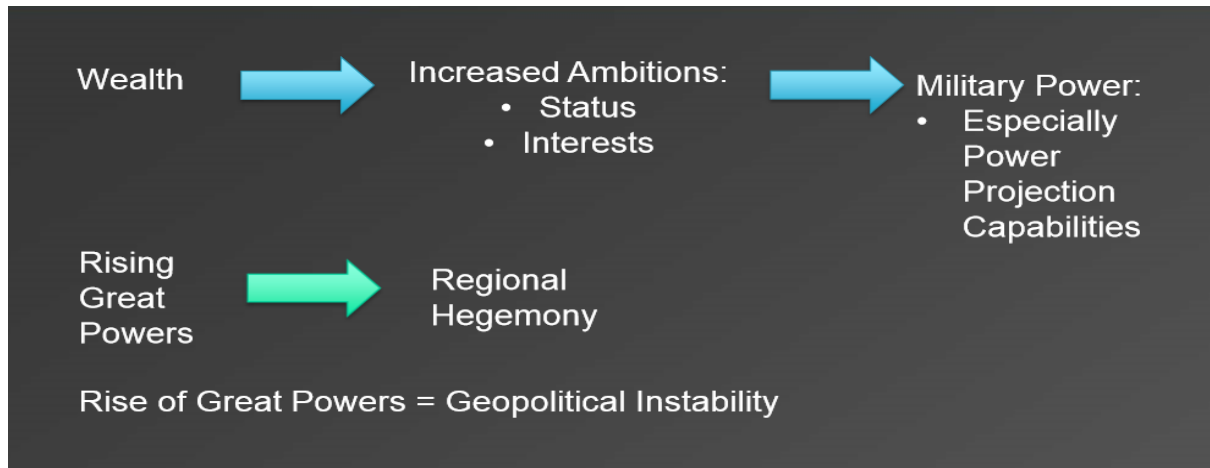 Wealth
Increased Ambitions:
• Status
• Interests
Military Power:
• Especially
Power
Projection
Capabilities
Rising
Great
Powers
Regional
Hegemony
Rise of Great Powers = Geopolitical Instability